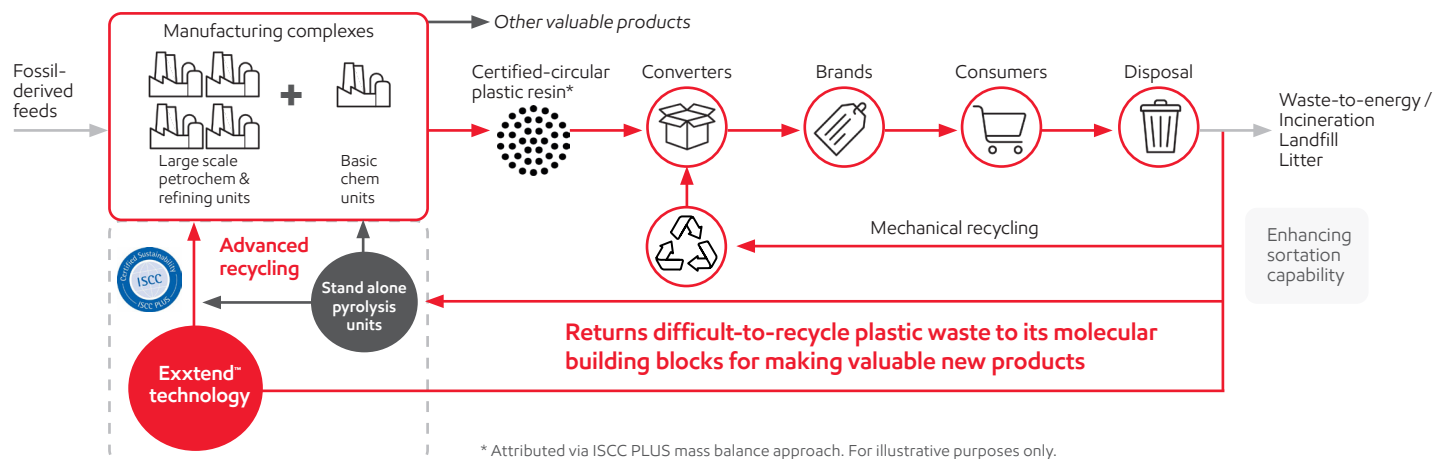 Manufacturing complexes
Other valuable products
Fossil-
derived
feeds
+
Large scale
petrochem &
refining units
Basic
chem
units
Certified-circular
plastic resin*
Converters
Brands
Consumers
Disposal
Waste-to-energy /
Incineration
Landfill
Litter
Mechanical recycling
Enhancing
sortation
capability
Certified Sustainability
ISCC
ISCC PLUS
Advanced
recycling
Stand alone
pyrolysis
units
Returns difficult-to-recycle plastic waste to its molecular
building blocks for making valuable new products
Exxtend™
technology
* Attributed via ISCC PLUS mass balance approach. For illustrative purposes only.